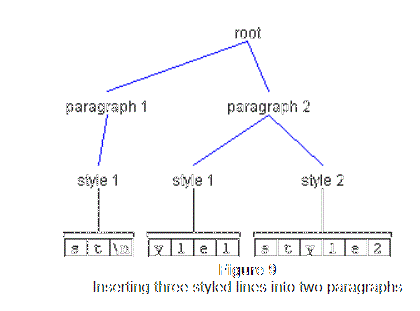 root
paragraph 1 paragraph 2
style 1 style 1 style 2
s t \n y l e 1 s t y l e 2
Figure 9
Inserting three styled lines into two paragraphs